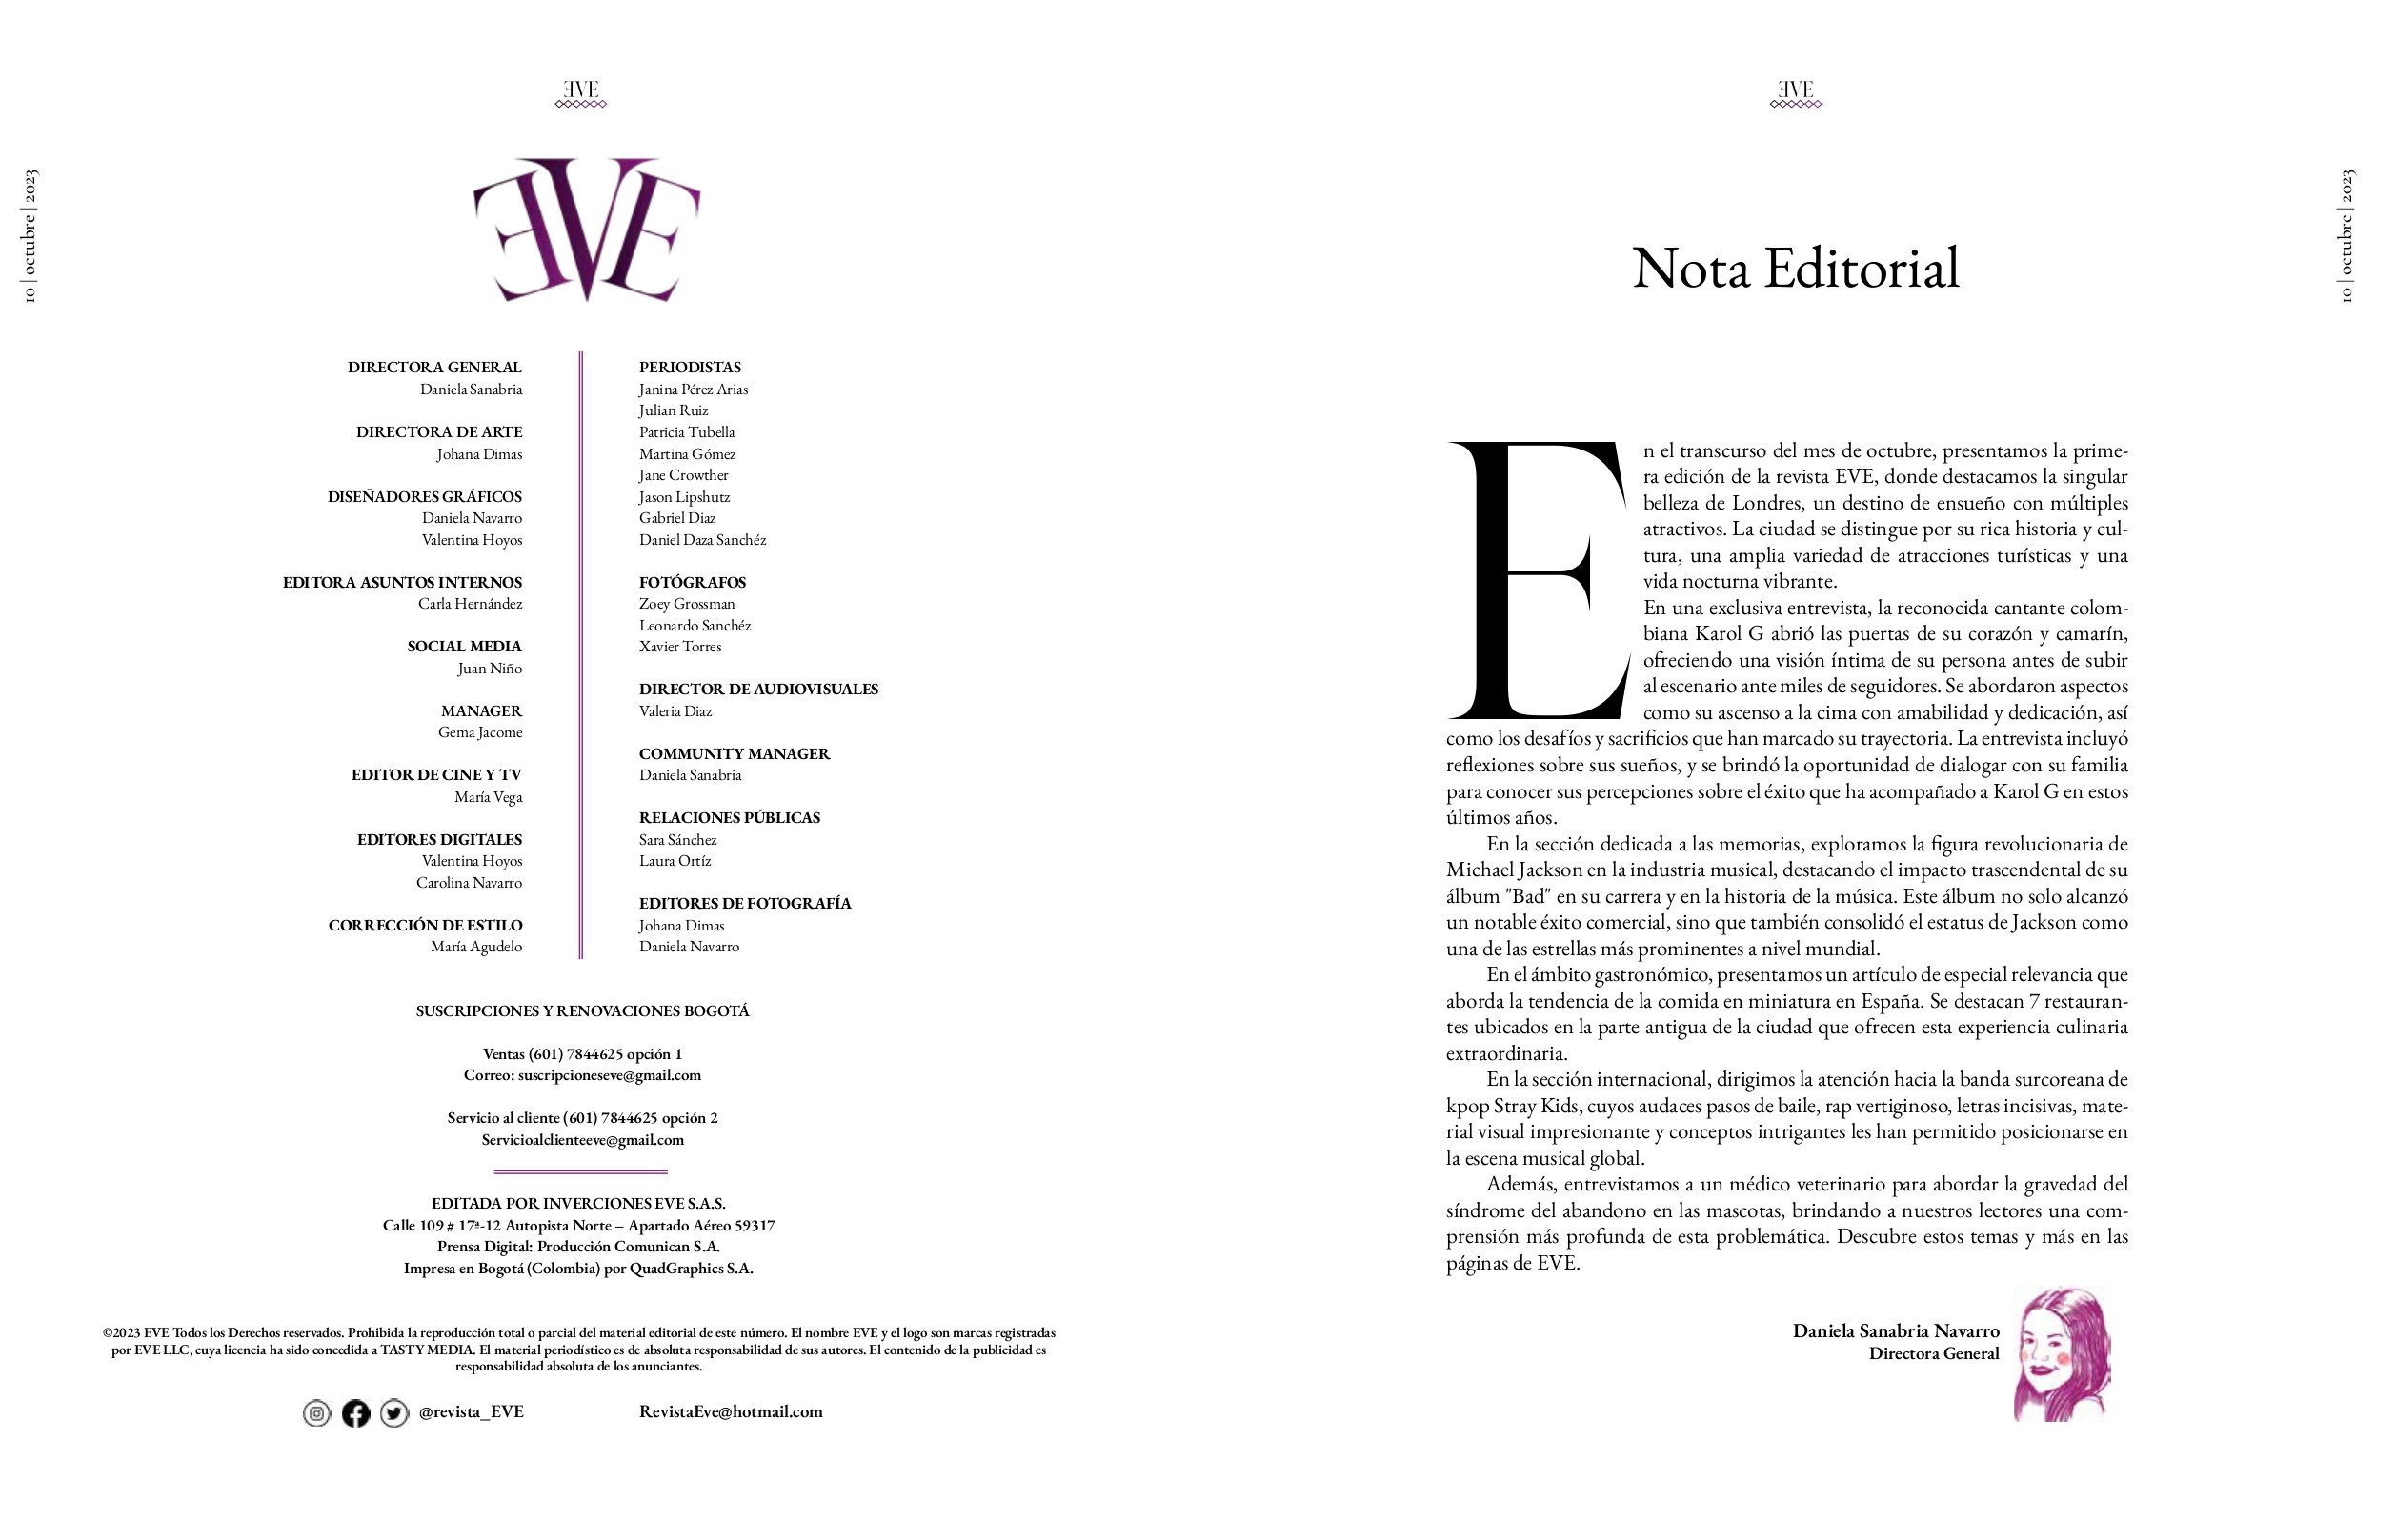 EVE
EVE
10 | octubre | 2023
DIRECTORA GENERAL
Daniela Sanabria
DIRECTORA DE ARTE
Johana Dimas
DISEÑADORES GRÁFICOS
Daniela Navarro
Valentina Hoyos
EDITORA ASUNTOS INTERNOS
Carla Hernández
SOCIAL MEDIA
Juan Niño
MANAGER
Gema Jacome
EDITOR DE CINE Y TV
María Vega
EDITORES DIGITALES
Valentina Hoyos
Carolina Navarro
CORRECCIÓN DE ESTILO
María Agudelo
PERIODISTAS
Janina Pérez Arias
Julian Ruiz
Patricia Tubella
Martina Gómez
Jane Crowther
Jason Lipshutz
Gabriel Diaz
Daniel Daza Sanchéz
FOTÓGRAFOS
Zoey Grossman
Leonardo Sanchéz
Xavier Torres
DIRECTOR DE AUDIOVISUALES
Valeria Diaz
COMMUNITY MANAGER
Daniela Sanabria
RELACIONES PÚBLICAS
Sara Sánchez
Laura Ortíz
EDITORES DE FOTOGRAFÍA
Johana Dimas
Daniela Navarro
SUSCRIPCIONES Y RENOVACIONES BOGOTÁ
Ventas (601) 7844625 opción 1
Correo: suscripcioneseve@gmail.com
Servicio al cliente (601) 7844625 opción 2
Servicioalclienteeve@gmail.com
EDITADA POR INVERCIONES EVE S.A.S.
Calle 109 # 17ª-12 Autopista Norte – Apartado Aéreo 59317
Prensa Digital: Producción Comunican S.A.
Impresa en Bogotá (Colombia) por QuadGraphics S.A.
©2023 EVE Todos los Derechos reservados. Prohibida la reproducción total o parcial del material editorial de este número. El nombre EVE y el logo son marcas registradas
por EVE LLC, cuya licencia ha sido concedida a TASTY MEDIA. El material periodístico es de absoluta responsabilidad de sus autores. El contenido de la publicidad es
responsabilidad absoluta de los anunciantes.
@revista_EVE
RevistaEve@hotmail.com
EVE
10 | octubre | 2023
Nota Editorial
En el transcurso del mes de octubre, presentamos la prime-
ra edición de la revista EVE, donde destacamos la singular
belleza de Londres, un destino de ensueño con múltiples
atractivos. La ciudad se distingue por su rica historia y cul-
tura, una amplia variedad de atracciones turísticas y una
vida nocturna vibrante.
En una exclusiva entrevista, la reconocida cantante colom-
biana Karol G abrió las puertas de su corazón y camarín,
ofreciendo una visión íntima de su persona antes de subir
al escenario ante miles de seguidores. Se abordaron aspectos
como su ascenso a la cima con amabilidad y dedicación, así
como los desafíos y sacrificios que han marcado su trayectoria. La entrevista incluyó
reflexiones sobre sus sueños, y se brindó la oportunidad de dialogar con su familia
para conocer sus percepciones sobre el éxito que ha acompañado a Karol G en estos
últimos años.
En la sección dedicada a las memorias, exploramos la figura revolucionaria de
Michael Jackson en la industria musical, destacando el impacto trascendental de su
álbum "Bad" en su carrera y en la historia de la música. Este álbum no solo alcanzó
un notable éxito comercial, sino que también consolidó el estatus de Jackson como
una de las estrellas más prominentes a nivel mundial.
En el ámbito gastronómico, presentamos un artículo de especial relevancia que
aborda la tendencia de la comida en miniatura en España. Se destacan 7 restauran-
tes ubicados en la parte antigua de la ciudad que ofrecen esta experiencia culinaria
extraordinaria.
En la sección internacional, dirigimos la atención hacia la banda surcoreana de
kpop Stray Kids, cuyos audaces pasos de baile, rap vertiginoso, letras incisivas, mate-
rial visual impresionante y conceptos intrigantes les han permitido posicionarse en
la escena musical global.
Además, entrevistamos a un médico veterinario para abordar la gravedad del
síndrome del abandono en las mascotas, brindando a nuestros lectores una com-
prensión más profunda de esta problemática. Descubre estos temas y más en las
páginas de EVE.
Daniela Sanabria Navarro
Directora General